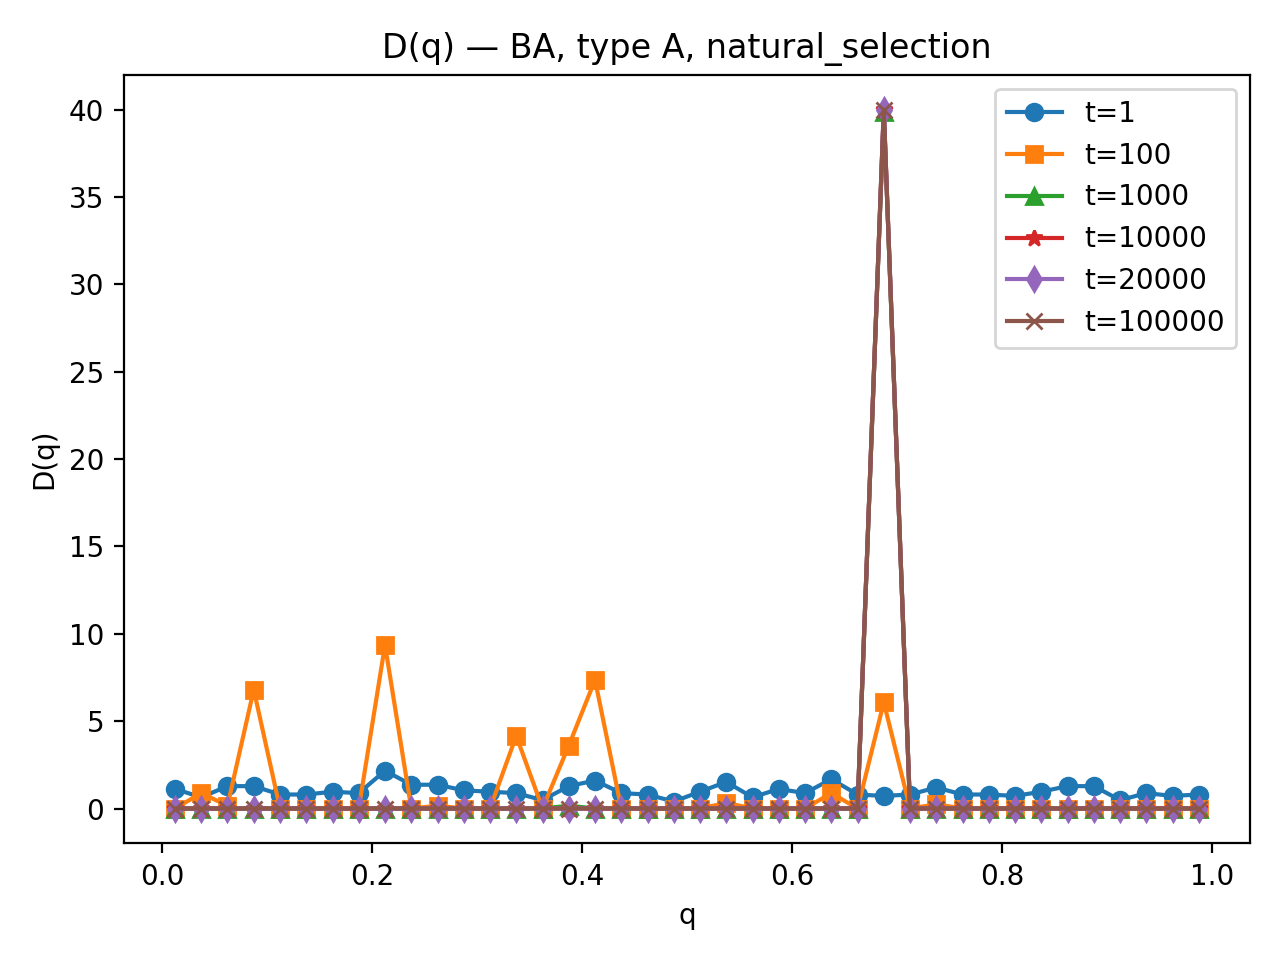 D(q) — BA, type A, natural_selection
t=1
t=100
t=1000
t=10000
t=20000
t=100000
40
35
30
25
20
15
10
5
0
D(q)
0.0 0.2 0.4 0.6 0.8 1.0
q